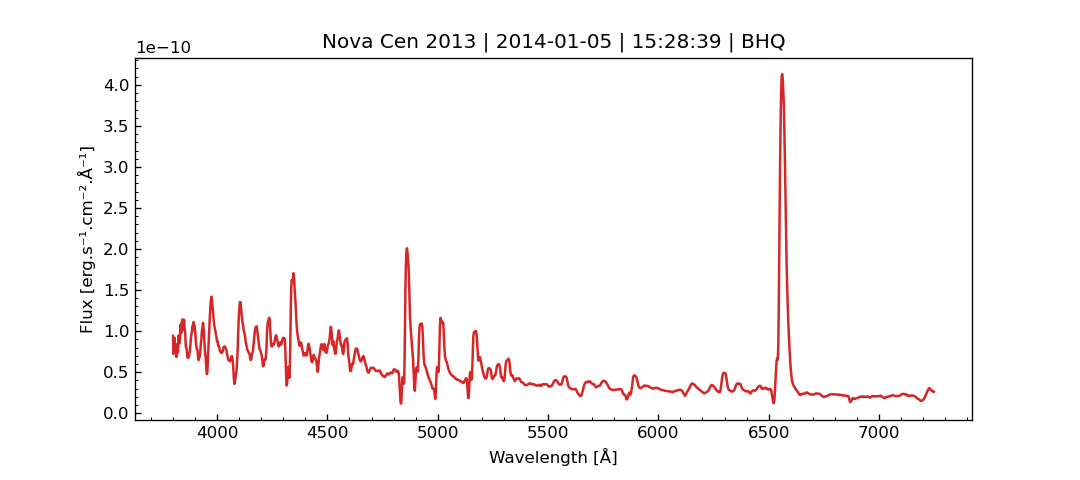 Nova Cen 2013 | 2014-01-05 | 15:28:39 | BHQ
1e−10
4.0
3.5
3.0
2.5
2.0
1.5
1.0
0.5
0.0
Flux [erg.s⁻¹.cm⁻².Å⁻¹]
4000 4500 5000 5500 6000 6500 7000
Wavelength [Å]